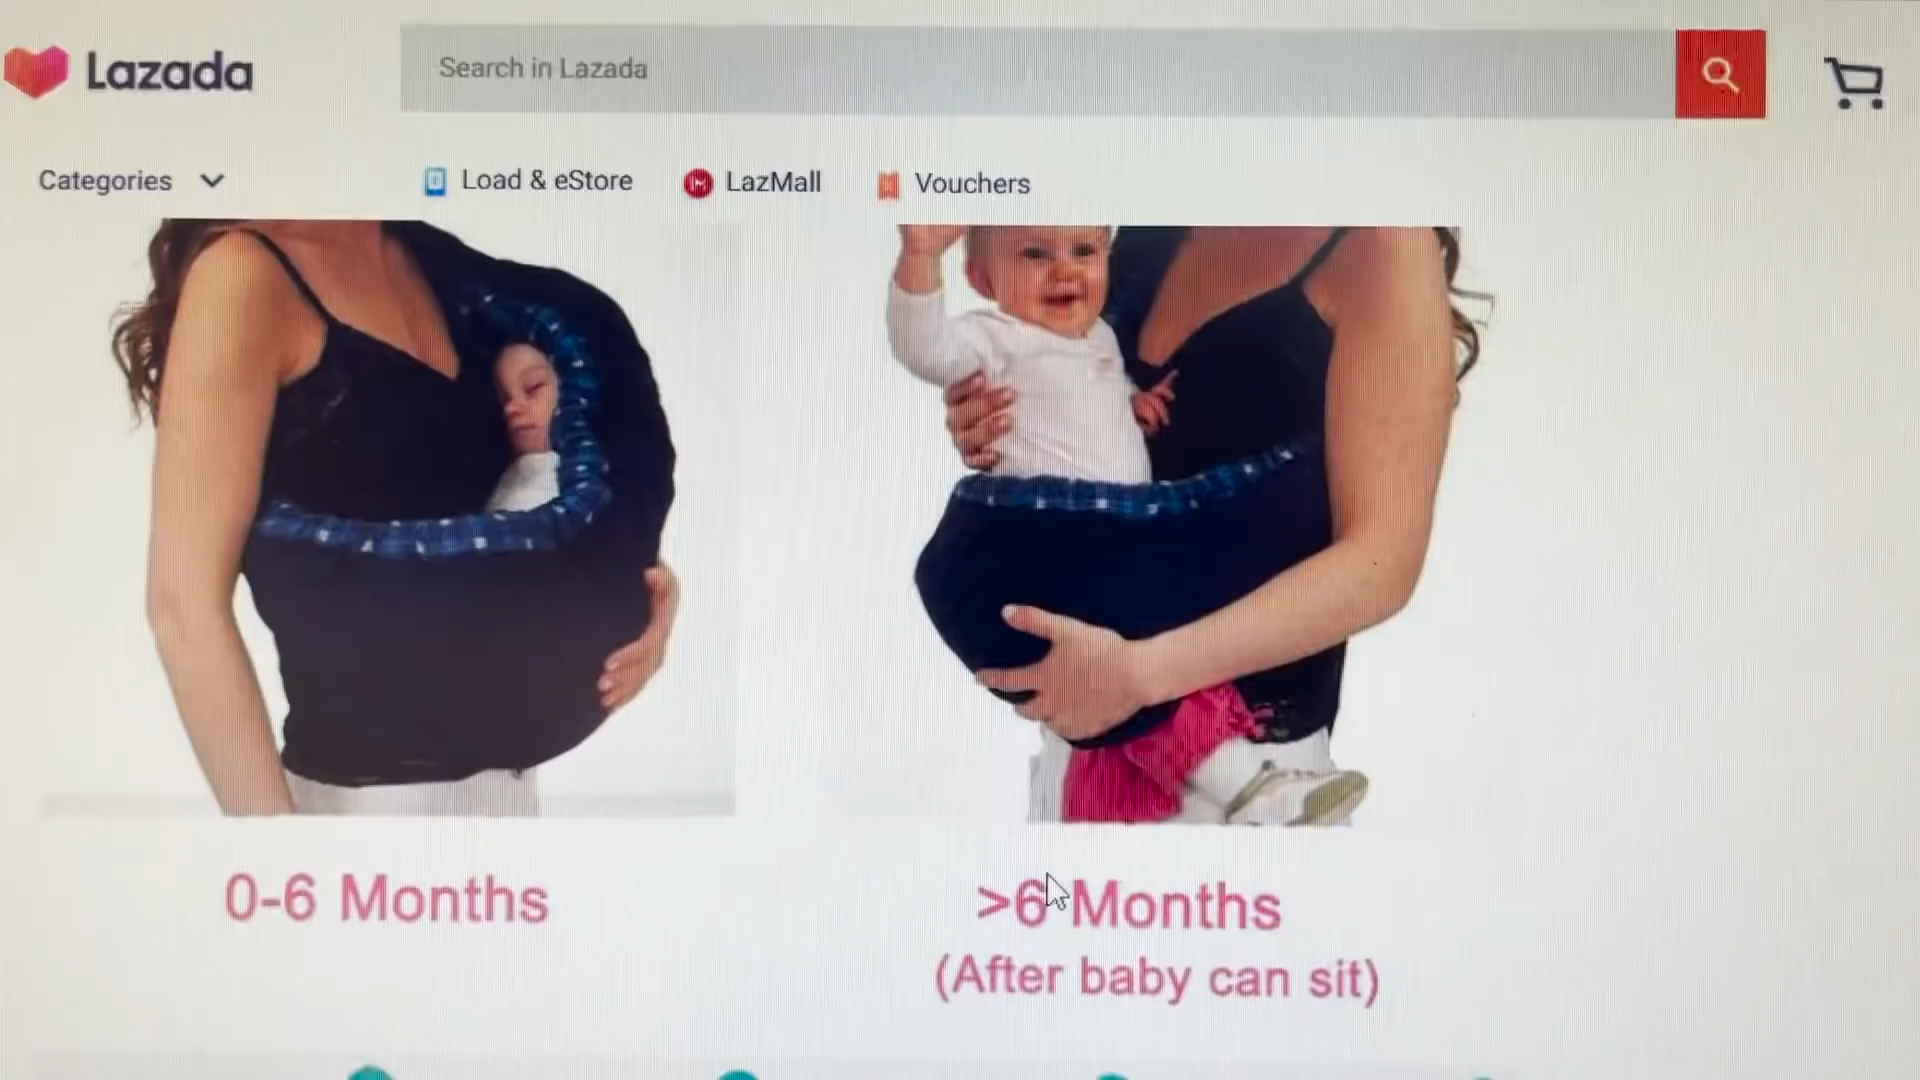 Lazada
Search in Lazada
Categories
Load & eStore
LazMall
Vouchers
0-6 Months
>6 Months
(After baby can sit)